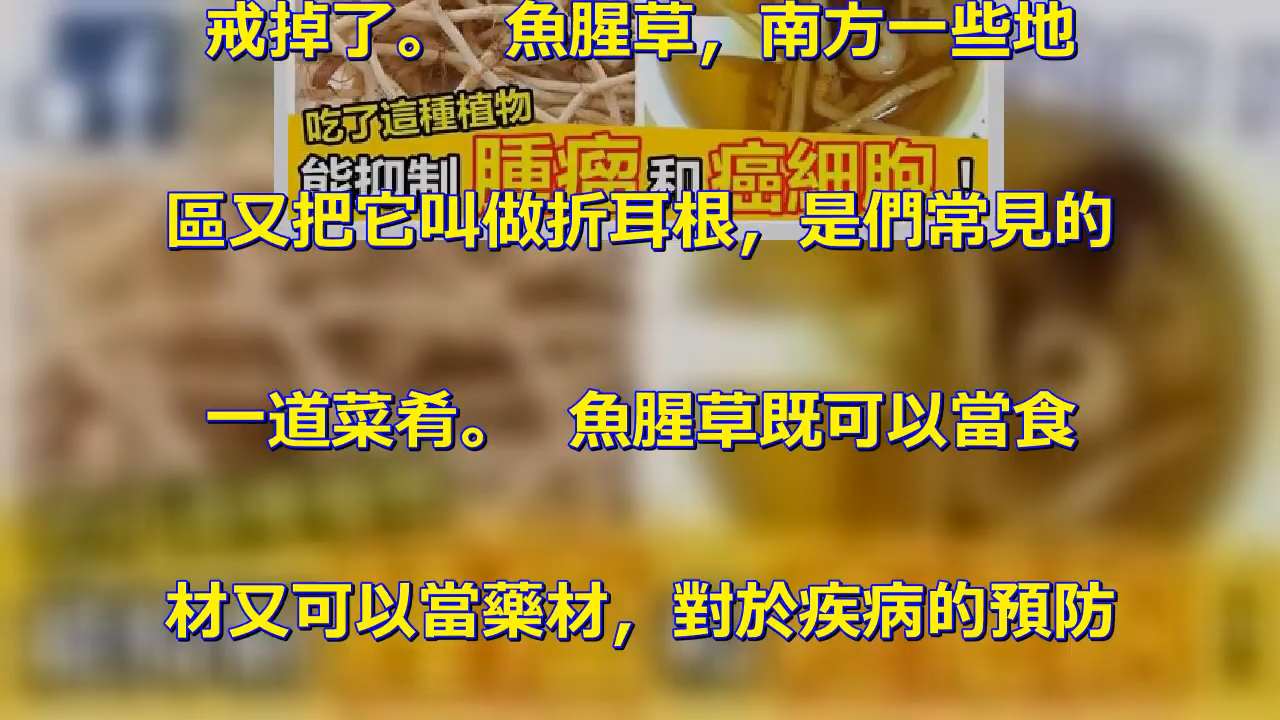 戒掉了。 魚腥草，南方一些地
吃了這種植物
能抑制 腫瘤 和 癌細胞！
區又把它叫做折耳根，是們常見的
一道菜肴。 魚腥草既可以當食
材又可以當藥材，對於疾病的預防